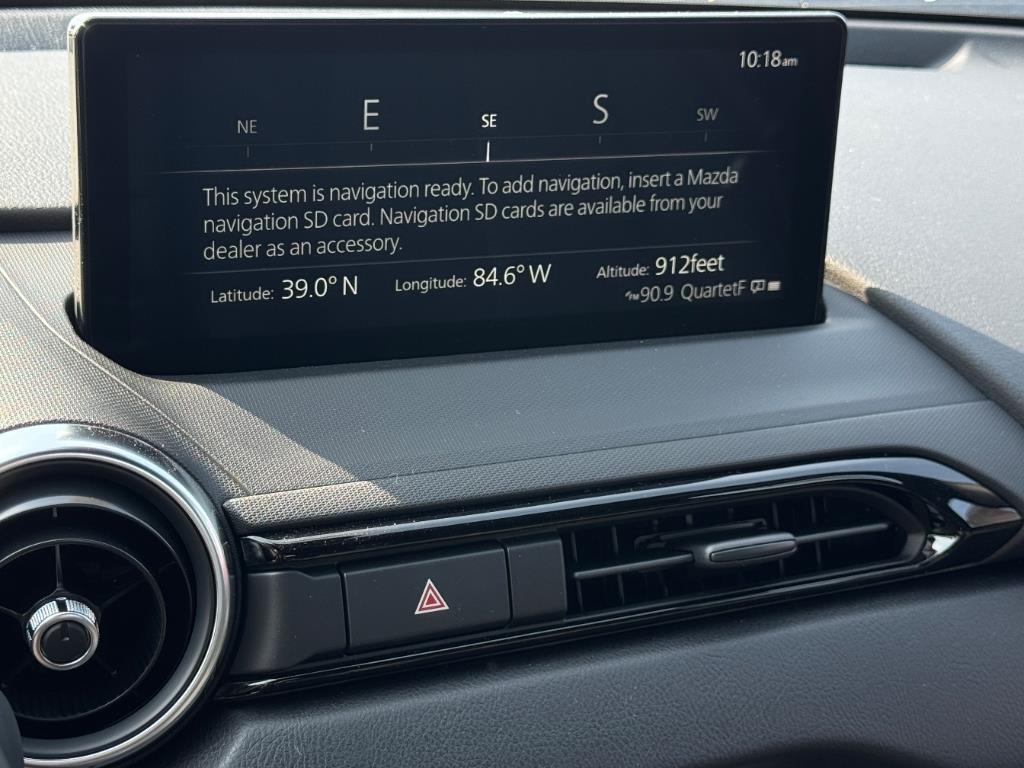 10:18am
NE E SE S SW
This system is navigation ready. To add navigation, insert a Mazda
navigation SD card. Navigation SD cards are available from your
dealer as an accessory.
Latitude: 39.0° N Longitude: 84.6° W Altitude: 912feet
FM 90.9 QuartetF